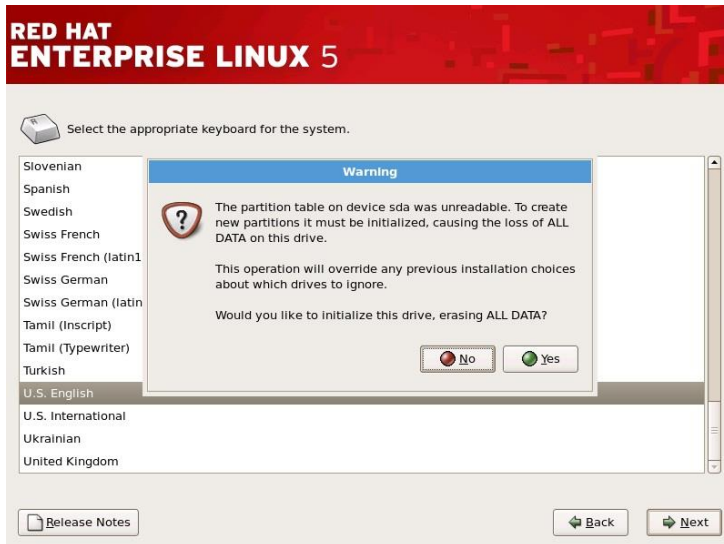 RED HAT
ENTERPRISE LINUX 5
Select the appropriate keyboard for the system.
Slovenian
Spanish
Swedish
Swiss French
Swiss French (latin1
Swiss German
Swiss German (latin
Tamil (Inscript)
Tamil (Typewriter)
Turkish
U.S. English
U.S. International
Ukrainian
United Kingdom
Warning
The partition table on device sda was unreadable. To create
new partitions it must be initialized, causing the loss of ALL
DATA on this drive.
This operation will override any previous installation choices
about which drives to ignore.
Would you like to initialize this drive, erasing ALL DATA?
No
Yes
Release Notes
Back
Next